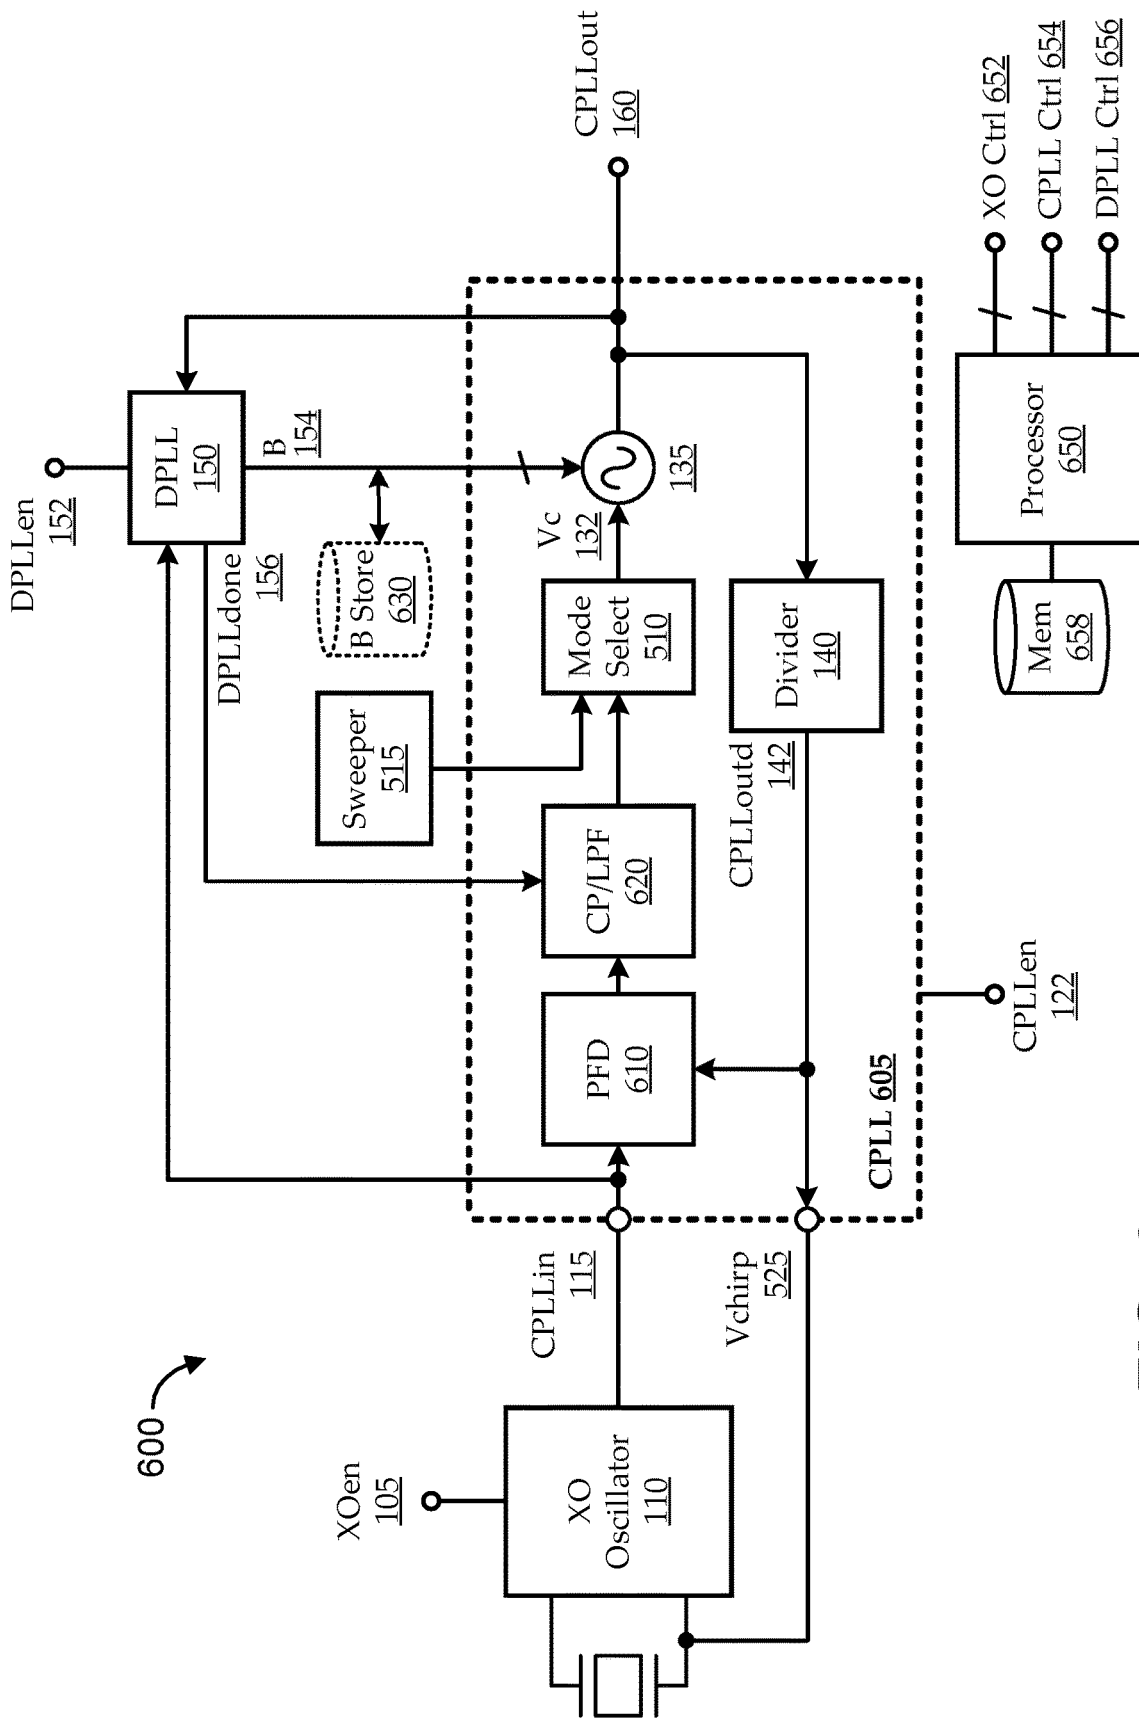 600
XOen
105
XO
Oscillator
110
CPLLin
115
Vchirp
525
CPLL 605
CPLLen
122
PFD
610
CP/LPF
620
Sweeper
515
Mode
Select
510
Vc
132
135
B Store
630
DPLLdone
156
DPLLen
152
DPLL
150
B
154
CPLLoutd
142
Divider
140
CPLLout
160
Mem
658
Processor
650
XO Ctrl 652
CPLL Ctrl 654
DPLL Ctrl 656